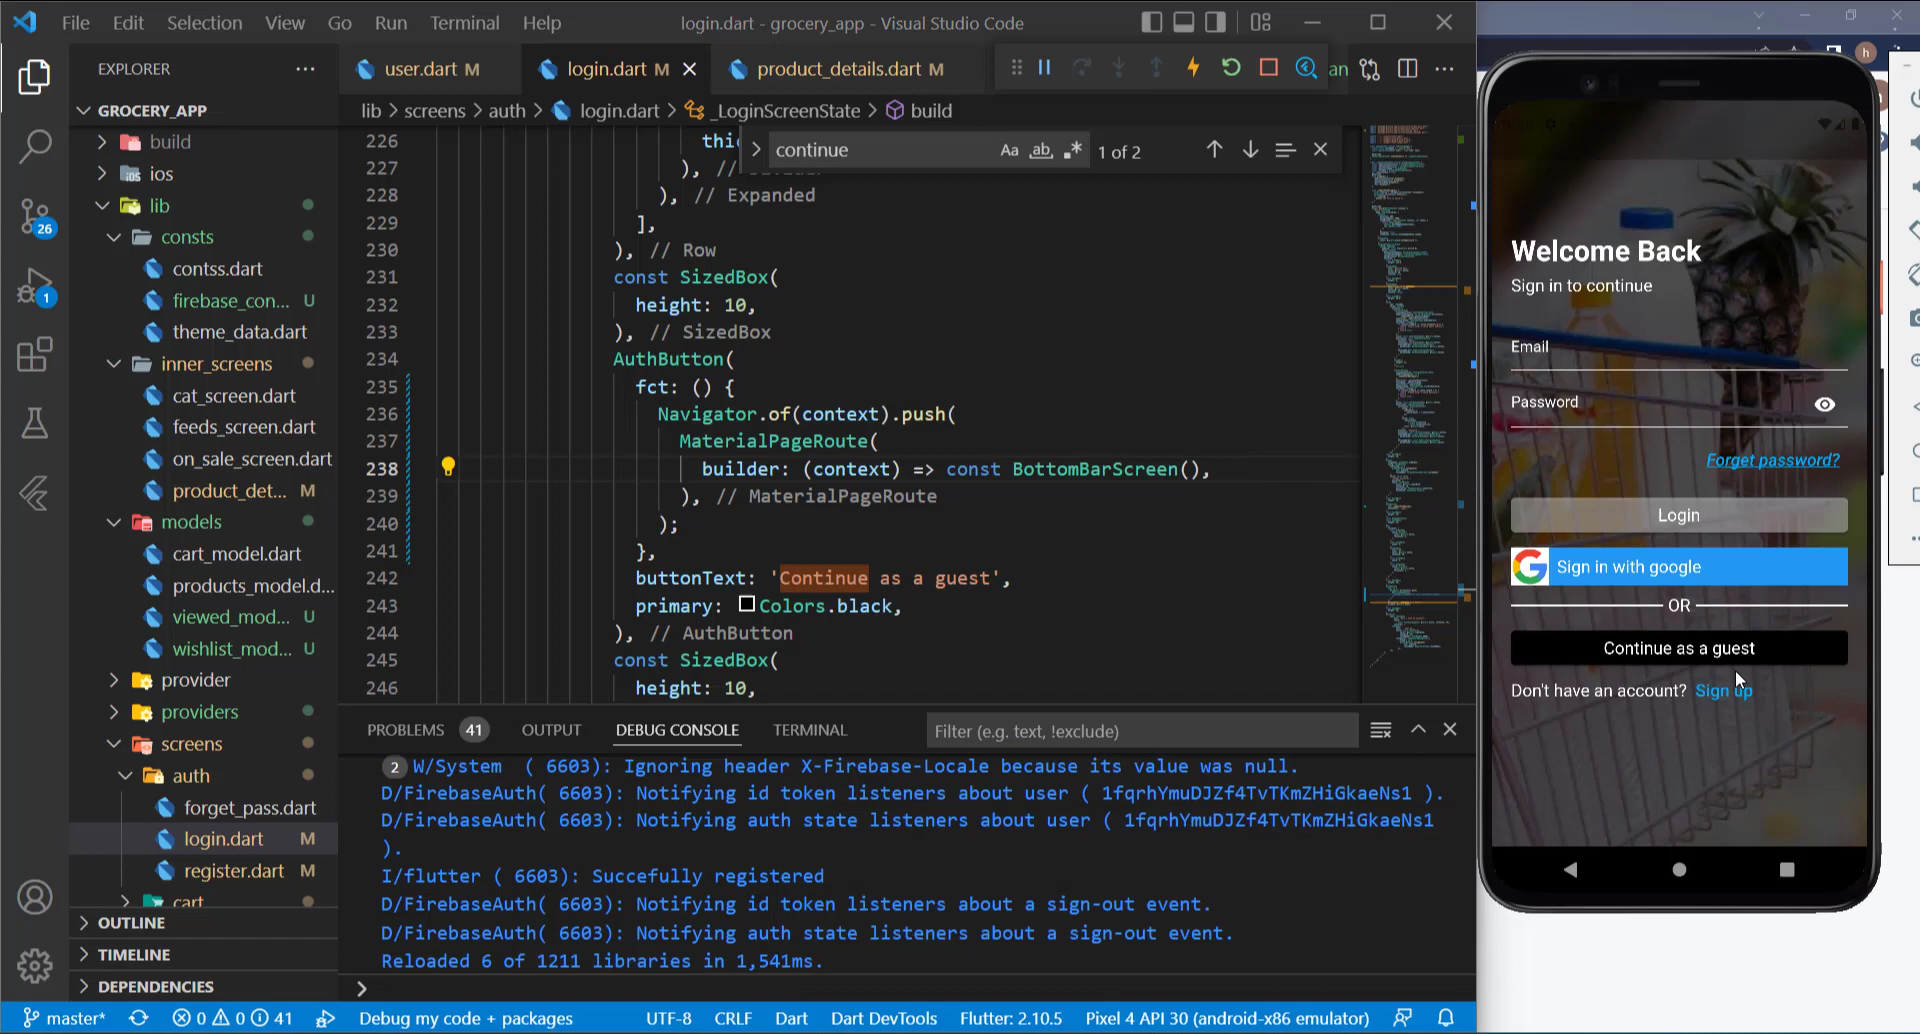 File Edit Selection View Go Run Terminal Help
login.dart - grocery_app - Visual Studio Code
EXPLORER
user.dart M
login.dart M
product_details.dart M
GROCERY_APP
lib > screens > auth > login.dart > _LoginScreenState > build
build
ios
lib
consts
contss.dart
firebase_con... U
theme_data.dart
inner_screens
cat_screen.dart
feeds_screen.dart
on_sale_screen.dart
product_det... M
models
cart_model.dart
products_model.d...
viewed_mod... U
wishlist_mod... U
provider
providers
screens
auth
forget_pass.dart
login.dart M
register.dart M
cart
OUTLINE
TIMELINE
DEPENDENCIES
26
1
continue
Aa ab
1 of 2
226 thi
227 ), //
228 ), // Expanded
229 ],
230 ), // Row
231 const SizedBox(
232 height: 10,
233 ), // SizedBox
234 AuthButton(
235 fct: () {
236 Navigator.of(context).push(
237 MaterialPageRoute(
238 builder: (context) => const BottomBarScreen(),
239 ), // MaterialPageRoute
240 );
241 },
242 buttonText: 'Continue as a guest',
243 primary: Colors.black,
244 ), // AuthButton
245 const SizedBox(
246 height: 10,
PROBLEMS 41 OUTPUT DEBUG CONSOLE TERMINAL
Filter (e.g. text, !exclude)
2 W/System ( 6603): Ignoring header X-Firebase-Locale because its value was null.
D/FirebaseAuth( 6603): Notifying id token listeners about user ( 1fqrhYmuDJZf4TvTKmZHiGkaeNs1 ).
D/FirebaseAuth( 6603): Notifying auth state listeners about user ( 1fqrhYmuDJZf4TvTKmZHiGkaeNs1
).
I/flutter ( 6603): Succefully registered
D/FirebaseAuth( 6603): Notifying id token listeners about a sign-out event.
D/FirebaseAuth( 6603): Notifying auth state listeners about a sign-out event.
Reloaded 6 of 1211 libraries in 1,541ms.
master* 0 0 41 Debug my code + packages UTF-8 CRLF Dart Dart DevTools Flutter: 2.10.5 Pixel 4 API 30 (android-x86 emulator)
Welcome Back
Sign in to continue
Email
Password
Forget password?
Login
Sign in with google
OR
Continue as a guest
Don't have an account? Sign up